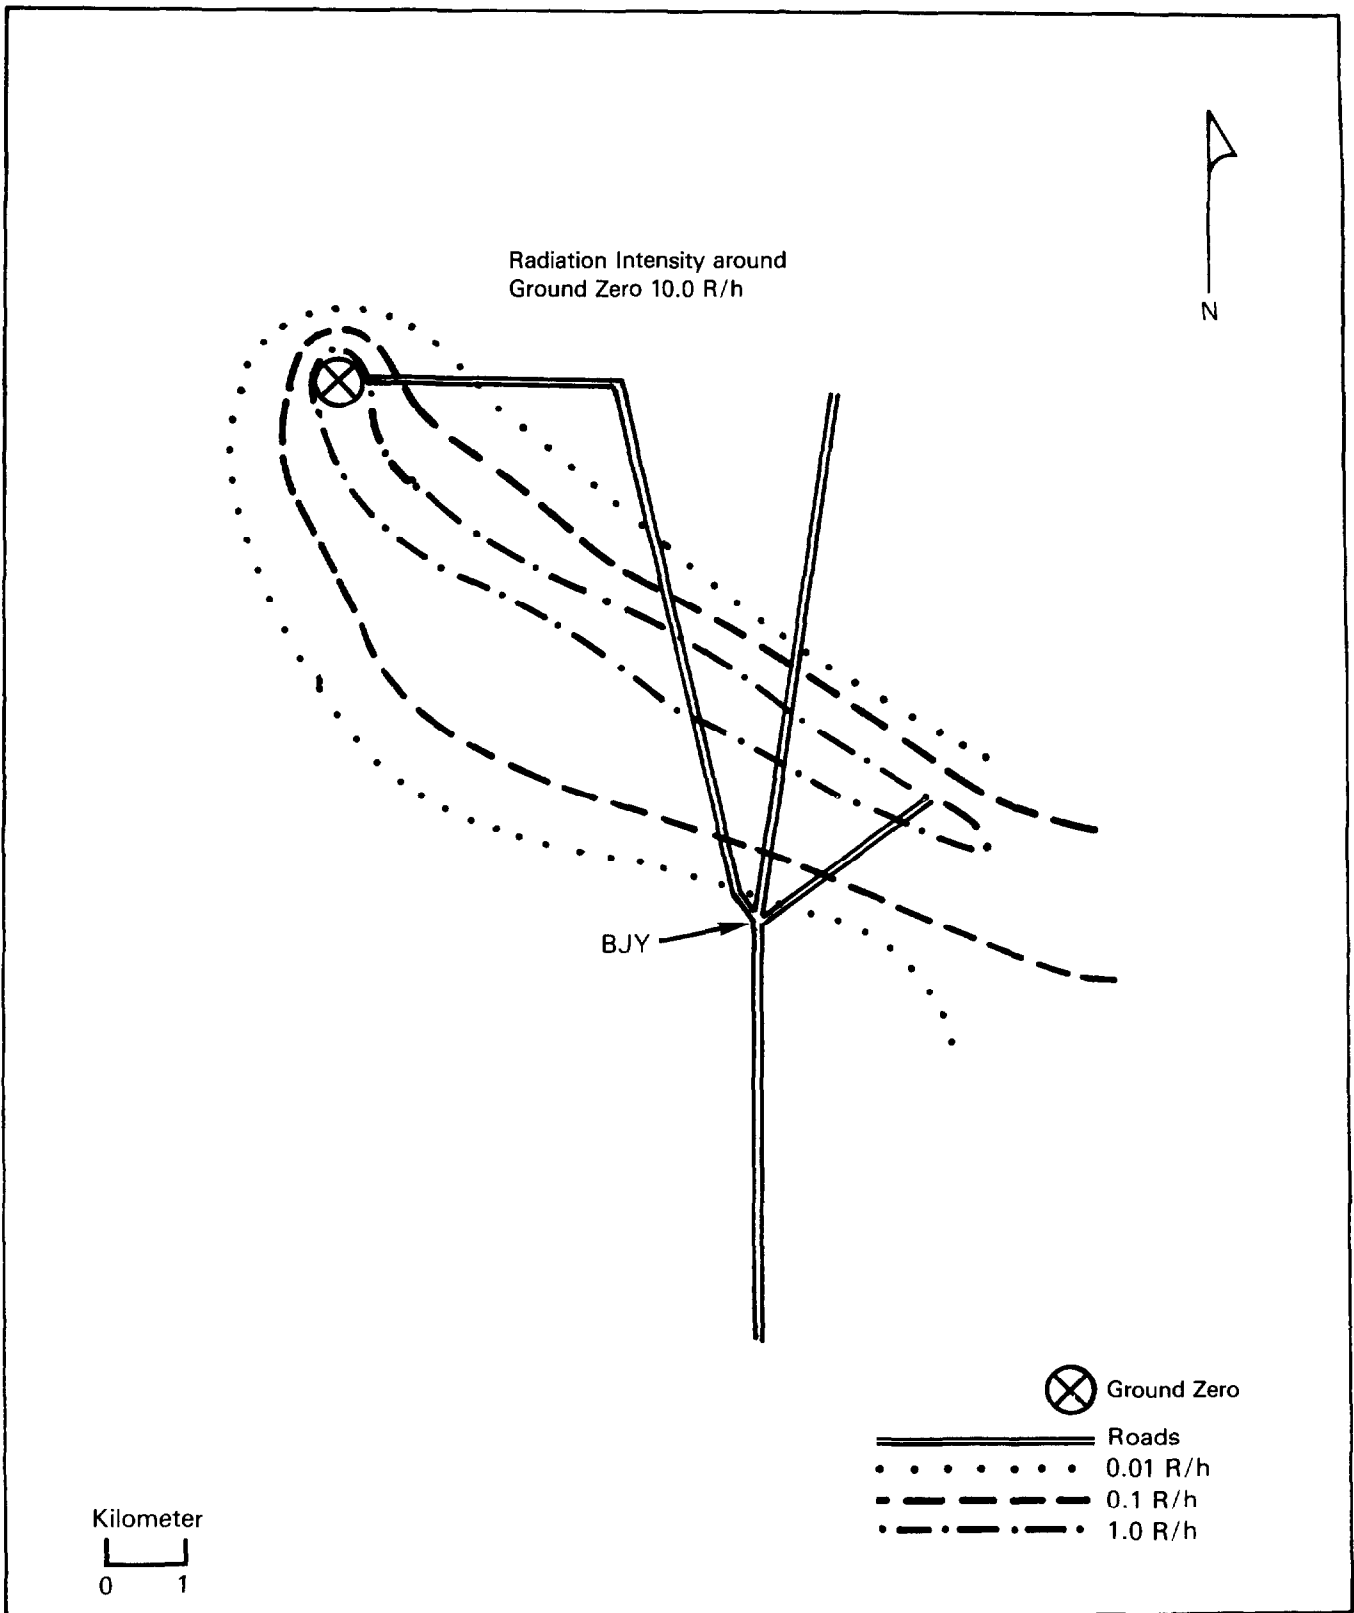 Radiation Intensity around
Ground Zero 10.0 R/h
N
BJY
Ground Zero
Roads
0.01 R/h
0.1 R/h
1.0 R/h
Kilometer
0 1